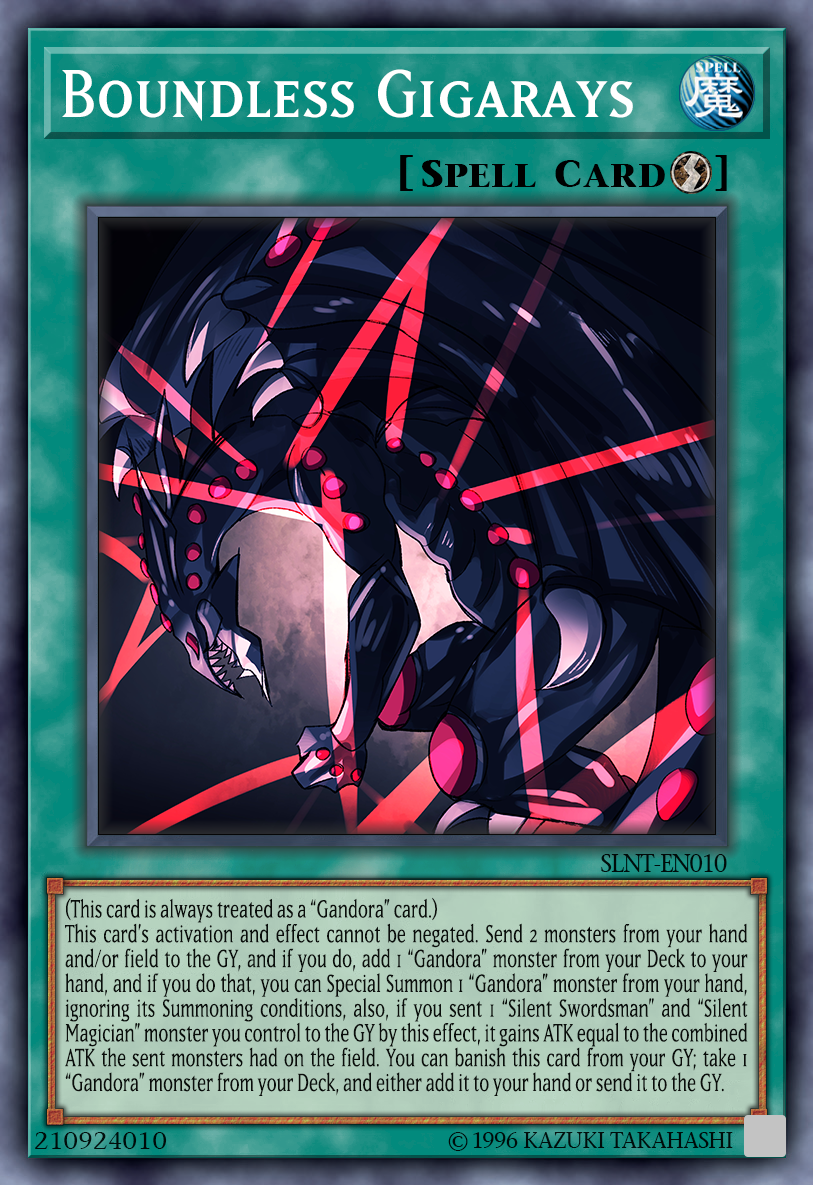 Boundless Gigarays
SPELL
魔
[Spell Card]
SLNT-EN010
(This card is always treated as a “Gandora” card.)
This card's activation and effect cannot be negated. Send 2 monsters from your hand
and/or field to the GY, and if you do, add 1 “Gandora” monster from your Deck to your
hand, and if you do that, you can Special Summon 1 “Gandora” monster from your hand,
ignoring its Summoning conditions, also, if you sent 1 “Silent Swordsman” and “Silent
Magician” monster you control to the GY by this effect, it gains ATK equal to the combined
ATK the sent monsters had on the field. You can banish this card from your GY; take 1
“Gandora” monster from your Deck, and either add it to your hand or send it to the GY.
210924010
© 1996 KAZUKI TAKAHASHI